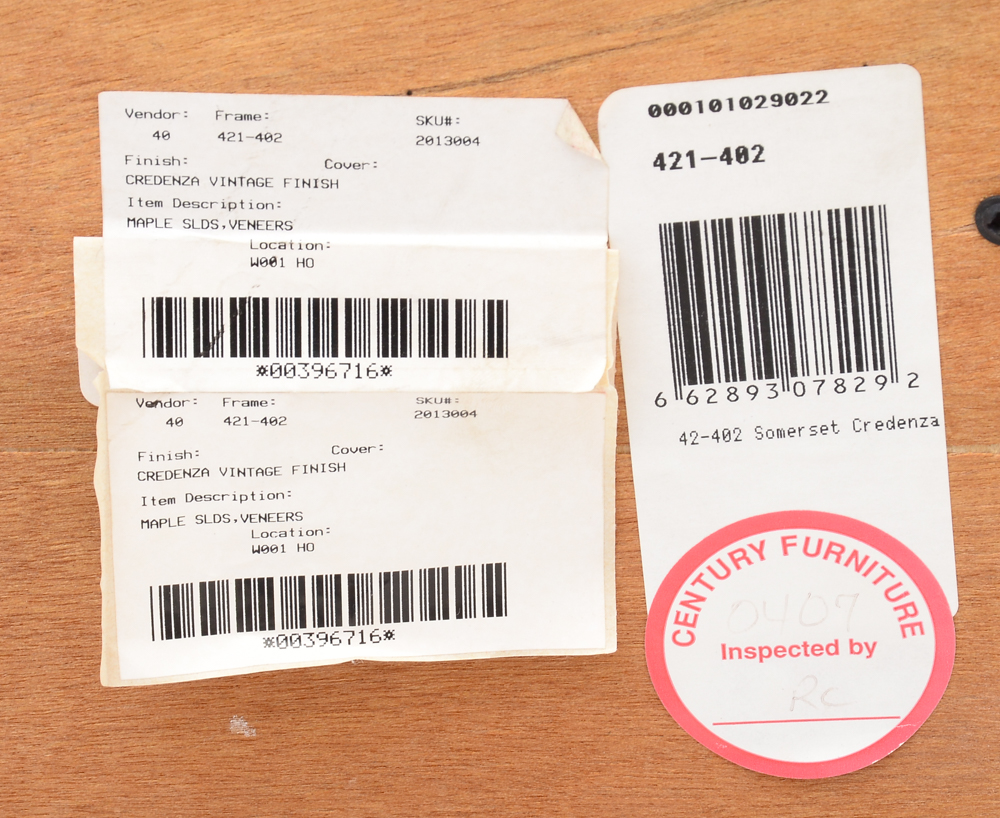 Vendor: Frame: SKU#:
40 421-402 2013004
Finish: Cover:
CREDENZA VINTAGE FINISH
Item Description:
MAPLE SLDS,VENEERS
Location:
W001 HO
*00396716*
Vendor: Frame: SKU#:
40 421-402 2013004
Finish: Cover:
CREDENZA VINTAGE FINISH
Item Description:
MAPLE SLDS,VENEERS
Location:
W001 HO
*00396716*
000101029022
421-402
6 62893 07829 2
42-402 Somerset Credenza
CENTURY FURNITURE
0407
Inspected by
RC